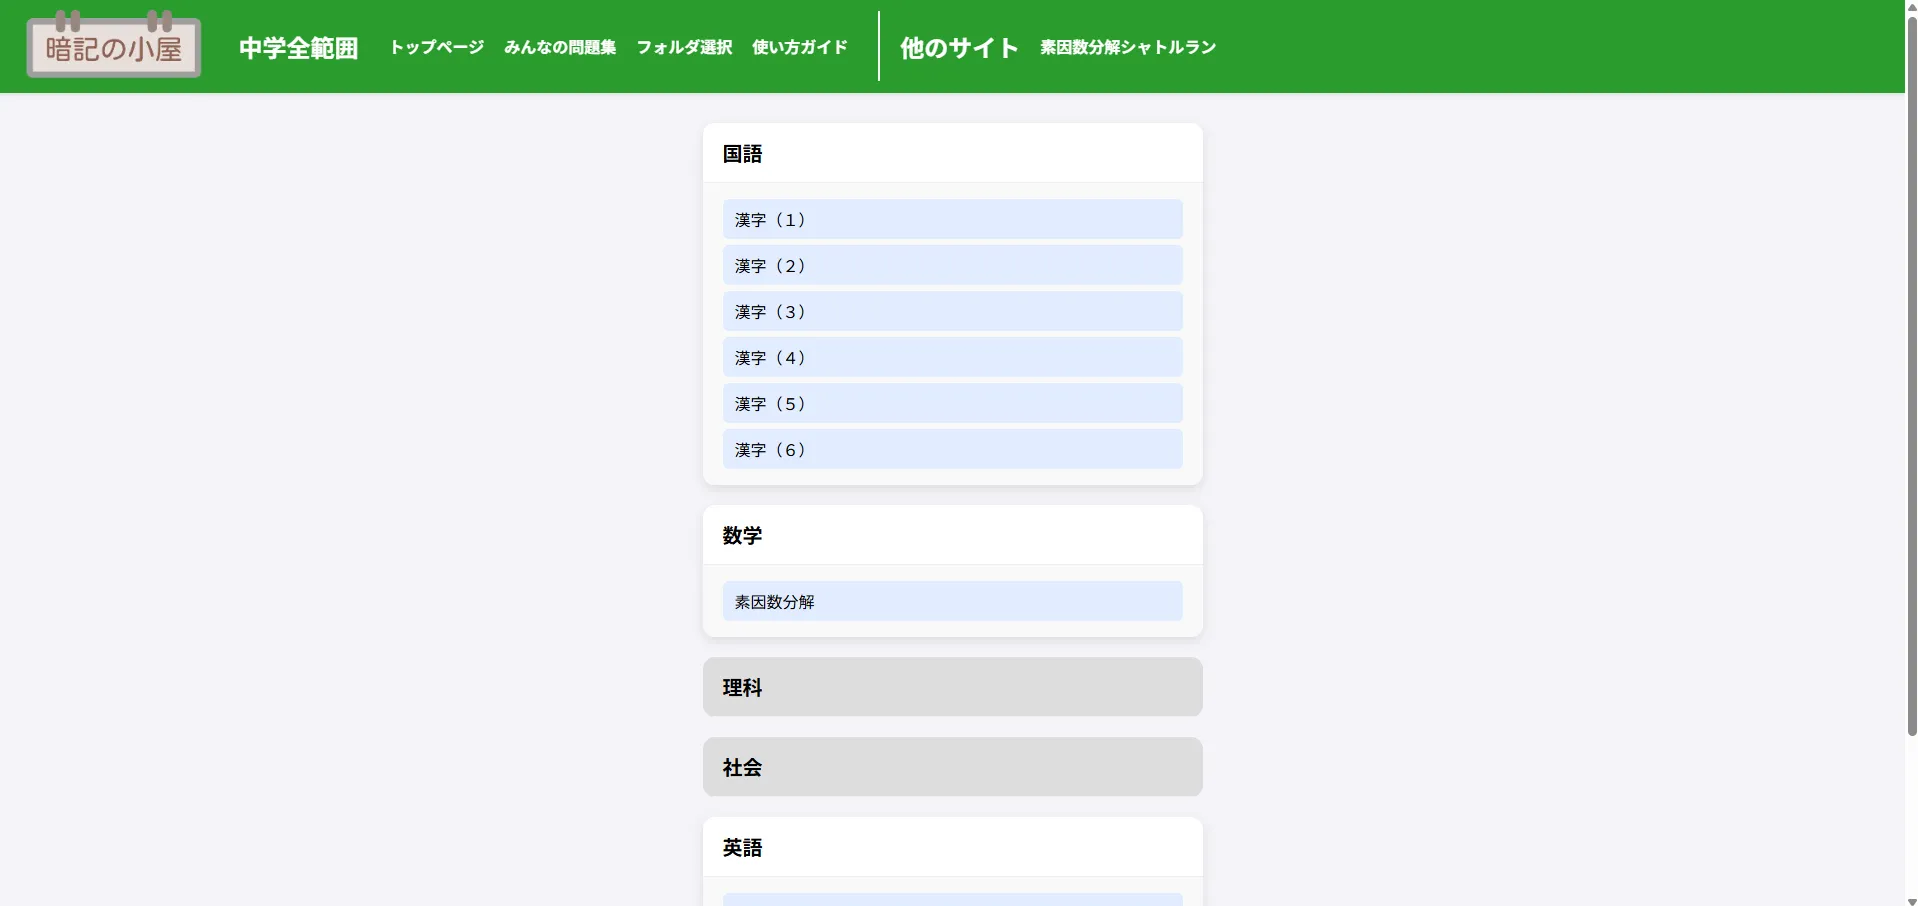 暗記の小屋
中学全範囲 トップページ みんなの問題集 フォルダ選択 使い方ガイド 他のサイト 素因数分解シャトルラン
国語
漢字（１）
漢字（２）
漢字（３）
漢字（４）
漢字（５）
漢字（６）
数学
素因数分解
理科
社会
英語